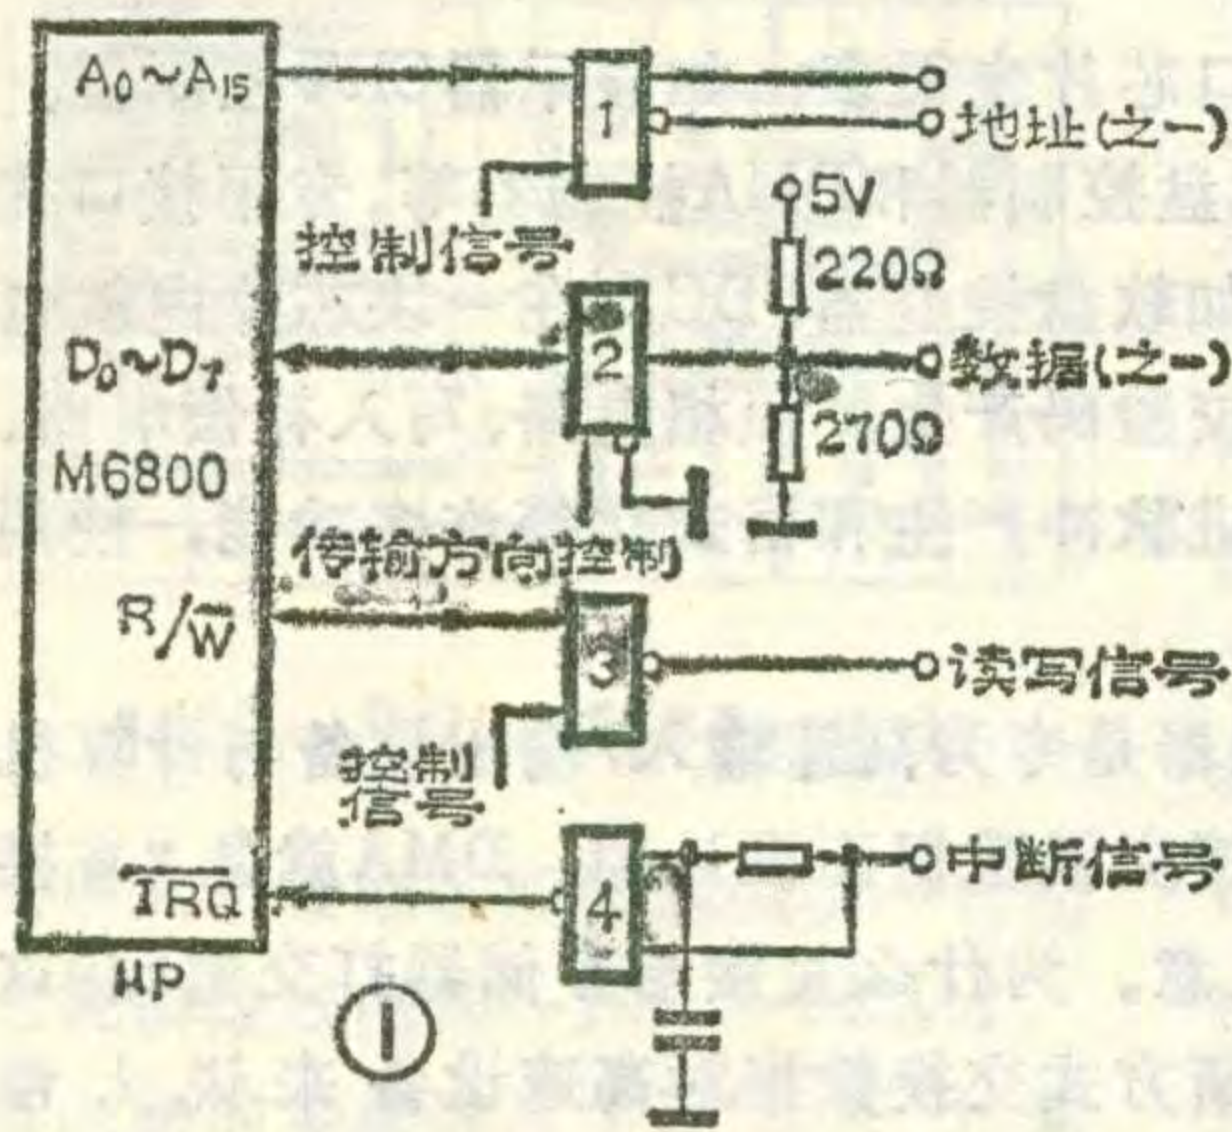 A₀~A₁₅
1
地址(之一)
控制信号
5V
220Ω
D₀~D₇
2
数据(之一)
270Ω
M6800
传输方向控制
R/W̅
3
读写信号
控制
信号
I̅R̅Q̅
4
中断信号
μP
①